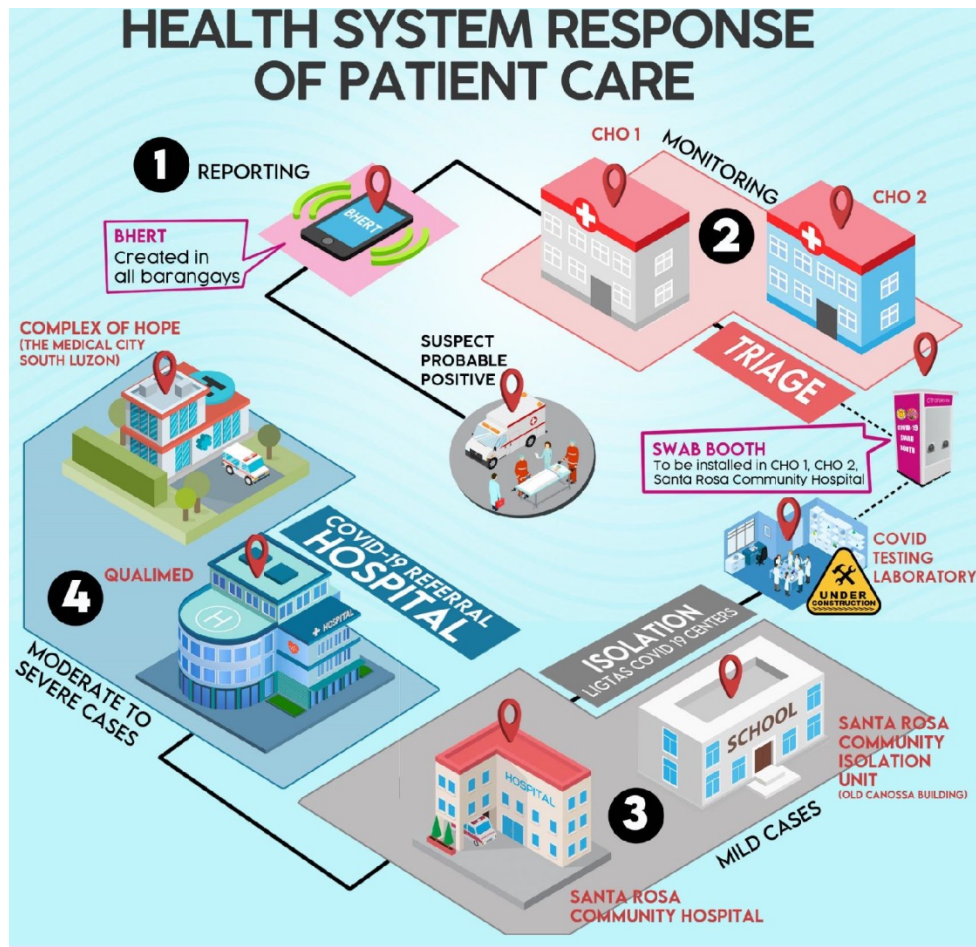 HEALTH SYSTEM RESPONSE
OF PATIENT CARE
1
REPORTING
BHERT
BHERT
Created in
all barangays
CHO 1
MONITORING
2
CHO 2
TRIAGE
SUSPECT
PROBABLE
POSITIVE
COVID-19
SWAB
BOOTH
SWAB BOOTH
To be installed in CHO 1, CHO 2,
Santa Rosa Community Hospital
COVID
TESTING
LABORATORY
UNDER
CONSTRUCTION
ISOLATION
LIGTAS COVID 19 CENTERS
SCHOOL
SANTA ROSA
COMMUNITY
ISOLATION
UNIT
(OLD CANOSSA BUILDING)
HOSPITAL
3
MILD CASES
SANTA ROSA
COMMUNITY HOSPITAL
COMPLEX OF HOPE
(THE MEDICAL CITY
SOUTH LUZON)
COVID-19 REFERRAL
HOSPITAL
4
QUALIMED
H
HOSPITAL
MODERATE TO
SEVERE CASES